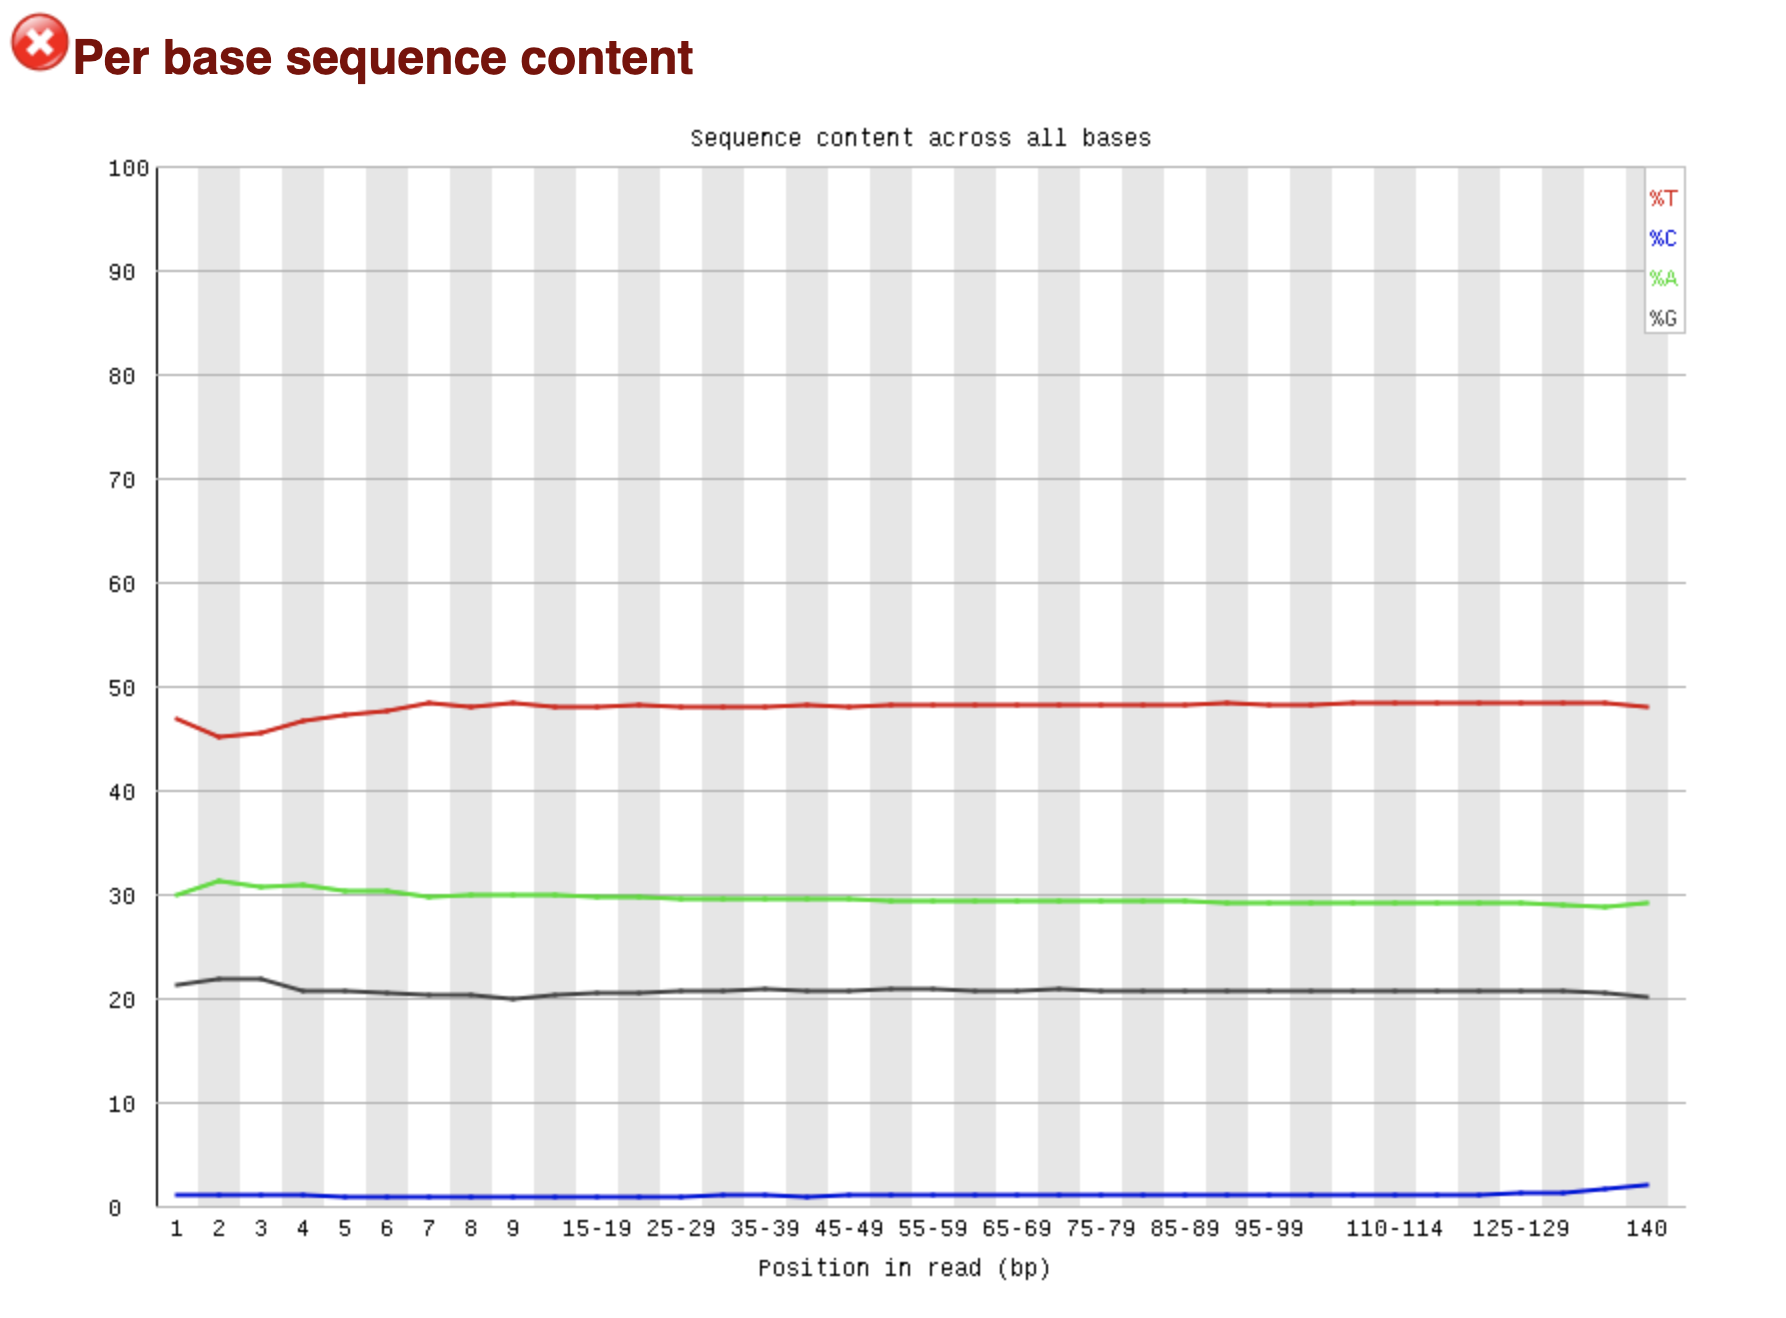 Per base sequence content
Sequence content across all bases
100
%T
%C
90
%A
%G
80
70
60
50
40
30
20
10
0
1 2 3 4 5 6 7 8 9 15-19 25-29 35-39 45-49 55-59 65-69 75-79 85-89 95-99 110-114 125-129 140
Position in read (bp)